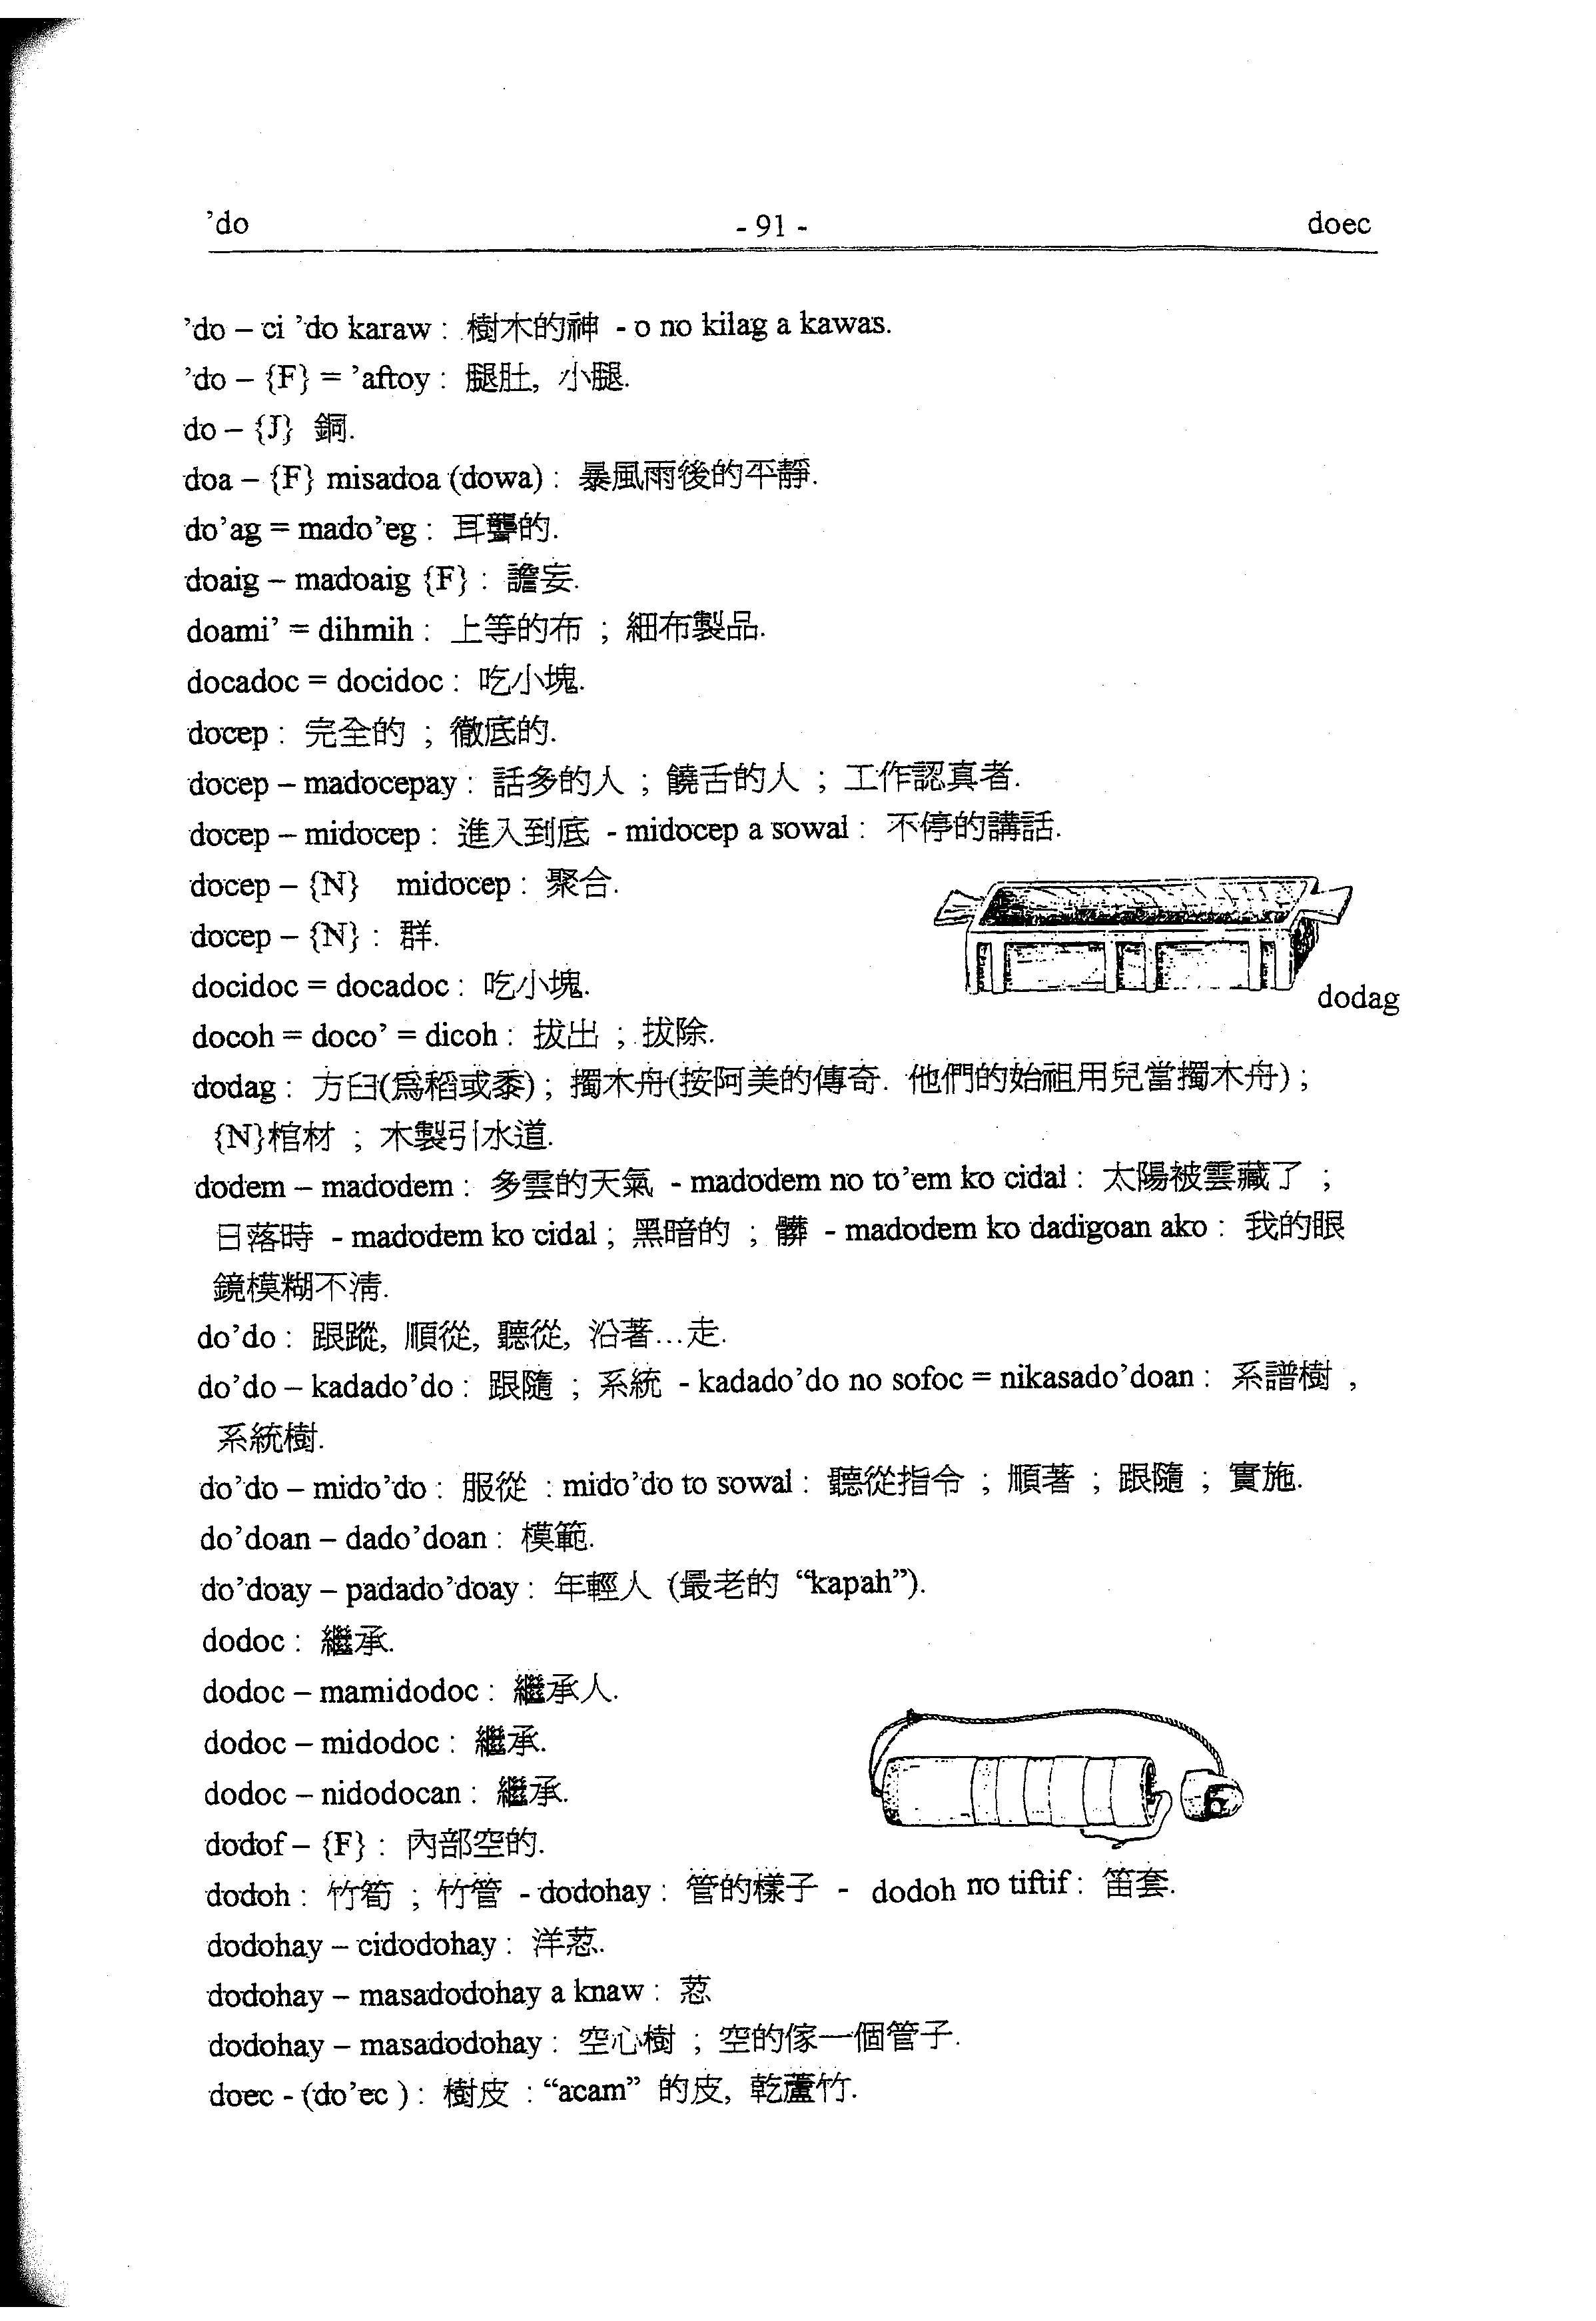 ’do - 91 - doec
’do – ci ’do karaw : 樹木的神 - o no kilag a kawas.
’do – {F} = ’aftoy : 腿肚, 小腿.
do – {J} 銅.
doa – {F} misadoa (dowa) : 暴風雨後的平靜.
do’ag = mado’eg : 耳聾的.
doaig – madoaig {F} : 譫妄.
doami’ = dihmih : 上等的布 ; 細布製品.
docadoc = docidoc : 吃小塊.
docep : 完全的 ; 徹底的.
docep – madocepay : 話多的人 ; 饒舌的人 ; 工作認真者.
docep – midocep : 進入到底 - midocep a sowal : 不停的講話.
docep – {N} midocep : 聚合.
docep – {N} : 群.
docidoc = docadoc : 吃小塊.
dodag
docoh = doco’ = dicoh : 拔出 ; 拔除.
dodag : 方臼(爲稻或黍) ; 獨木舟(按阿美的傳奇. 他們的始祖用兒當獨木舟) ;
{N}棺材 ; 木製引水道.
dodem – madodem : 多雲的天氣 - madodem no to’em ko cidal : 太陽被雲藏了 ;
日落時 - madodem ko cidal ; 黑暗的 ; 髒 - madodem ko dadigoan ako : 我的眼
鏡模糊不清.
do’do : 跟蹤, 順從, 聽從, 沿著…走.
do’do – kadado’do : 跟隨 ; 系統 - kadado’do no sofoc = nikasado’doan : 系譜樹 ,
系統樹.
do’do – mido’do : 服從 : mido’do to sowal : 聽從指令 ; 順著 ; 跟隨 ; 實施.
do’doan – dado’doan : 模範.
do’doay – padado’doay : 年輕人 (最老的 “kapah”).
dodoc : 繼承.
dodoc – mamidodoc : 繼承人.
dodoc – midodoc : 繼承.
dodoc – nidodocan : 繼承.
dodof – {F} : 內部空的.
dodoh : 竹筍 ; 竹管 - dodohay : 管的樣子 - dodoh no tiftif : 笛套.
dodohay – cidodohay : 洋葱.
dodohay – masadodohay a knaw : 葱
dodohay – masadodohay : 空心樹 ; 空的傢一個管子.
doec - (do’ec ) : 樹皮 : “acam” 的皮, 乾蘆竹.